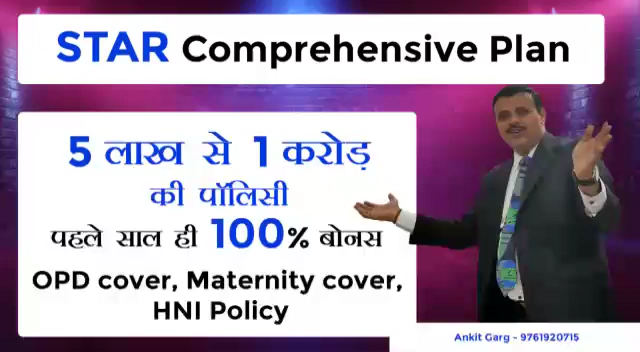 STAR Comprehensive Plan
5 लाख से 1 करोड़
की पॉलिसी
पहले साल ही 100% बोनस
OPD cover, Maternity cover,
HNI Policy
Ankit Garg - 9761920715